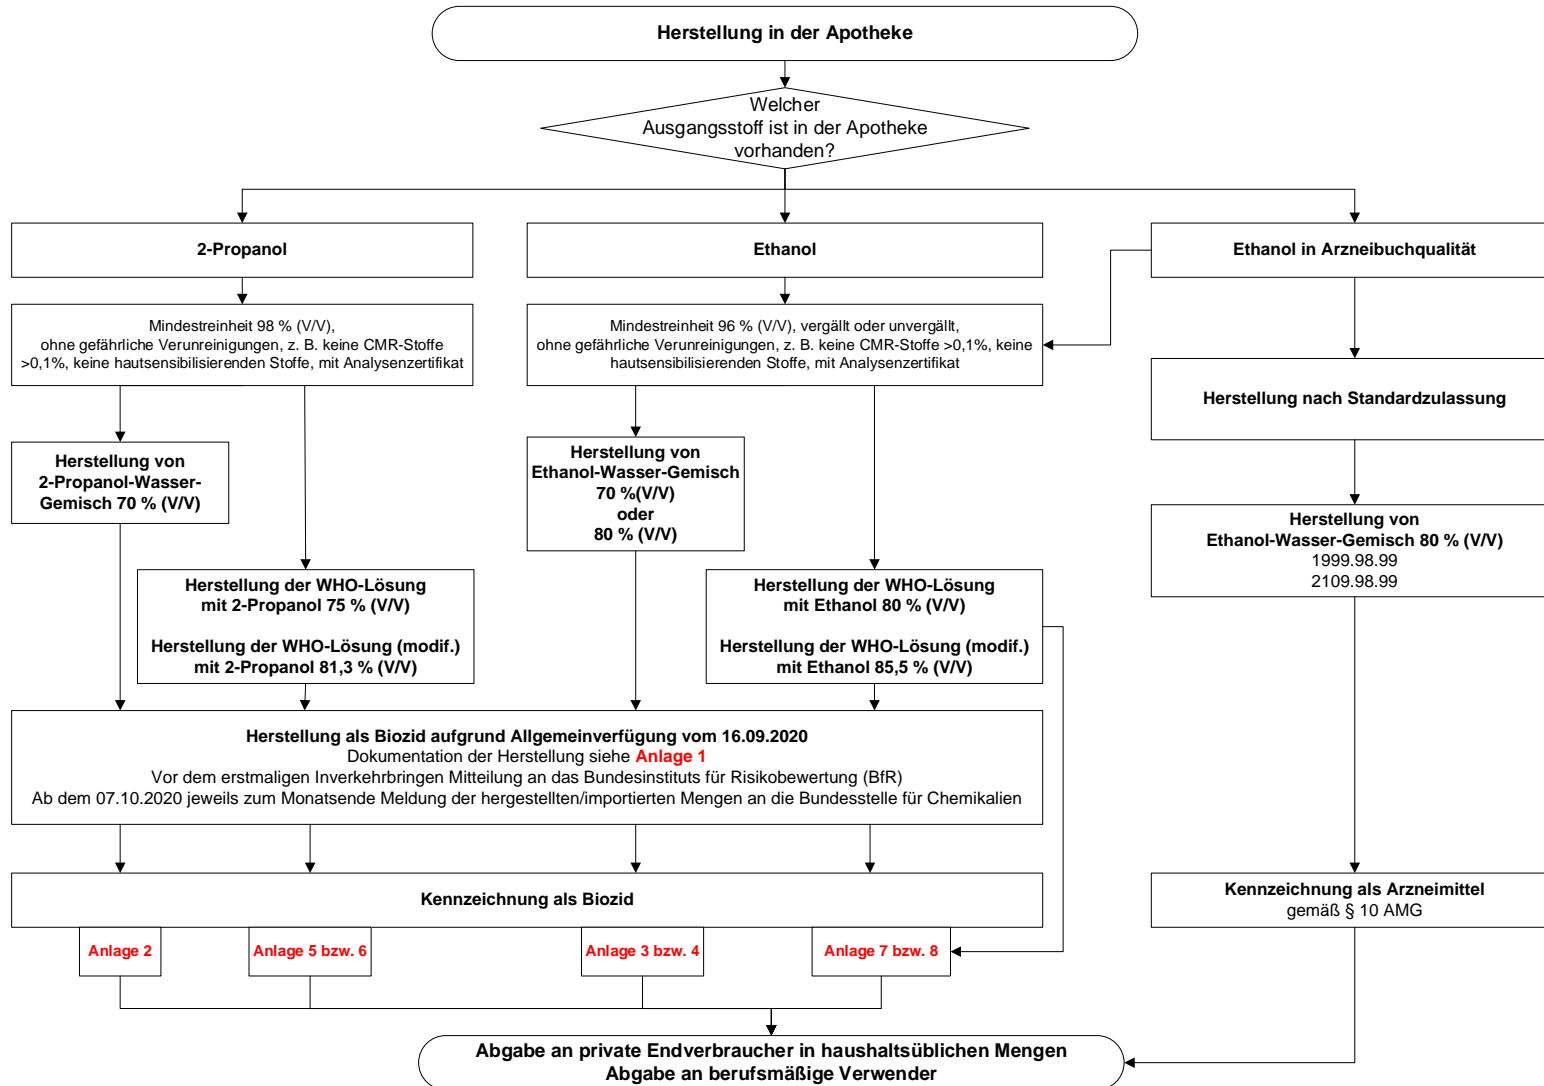 Herstellung in der Apotheke
Welcher
Ausgangsstoff ist in der Apotheke
vorhanden?
2-Propanol
Ethanol
Ethanol in Arzneibuchqualität
Mindestreinheit 98 % (V/V),
ohne gefährliche Verunreinigungen, z. B. keine CMR-Stoffe
>0,1%, keine hautsensibilisierenden Stoffe, mit Analysenzertifikat
Mindestreinheit 96 % (V/V), vergällt oder unvergällt,
ohne gefährliche Verunreinigungen, z. B. keine CMR-Stoffe >0,1%, keine
hautsensibilisierenden Stoffe, mit Analysenzertifikat
Herstellung nach Standardzulassung
Herstellung von
2-Propanol-Wasser-
Gemisch 70 % (V/V)
Herstellung von
Ethanol-Wasser-Gemisch
70 %(V/V)
oder
80 % (V/V)
Herstellung von
Ethanol-Wasser-Gemisch 80 % (V/V)
1999.98.99
2109.98.99
Herstellung der WHO-Lösung
mit 2-Propanol 75 % (V/V)
Herstellung der WHO-Lösung (modif.)
mit 2-Propanol 81,3 % (V/V)
Herstellung der WHO-Lösung
mit Ethanol 80 % (V/V)
Herstellung der WHO-Lösung (modif.)
mit Ethanol 85,5 % (V/V)
Herstellung als Biozid aufgrund Allgemeinverfügung vom 16.09.2020
Dokumentation der Herstellung siehe Anlage 1
Vor dem erstmaligen Inverkehrbringen Mitteilung an das Bundesinstituts für Risikobewertung (BfR)
Ab dem 07.10.2020 jeweils zum Monatsende Meldung der hergestellten/importierten Mengen an die Bundesstelle für Chemikalien
Kennzeichnung als Biozid
Kennzeichnung als Arzneimittel
gemäß § 10 AMG
Anlage 2
Anlage 5 bzw. 6
Anlage 3 bzw. 4
Anlage 7 bzw. 8
Abgabe an private Endverbraucher in haushaltsüblichen Mengen
Abgabe an berufsmäßige Verwender